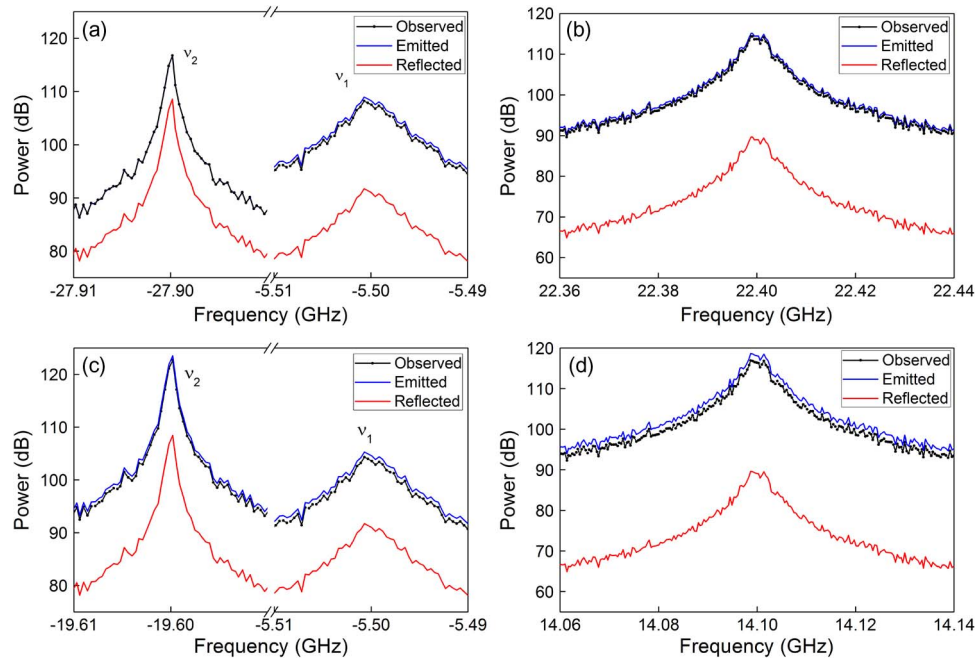 (a)
Observed
Emitted
Reflected
ν2
ν1
Power (dB)
120
110
100
90
80
-27.91 -27.90 -5.51 -5.50 -5.49
Frequency (GHz)
(b)
Observed
Emitted
Reflected
Power (dB)
120
110
100
90
80
70
60
22.36 22.38 22.40 22.42 22.44
Frequency (GHz)
(c)
Observed
Emitted
Reflected
ν2
ν1
Power (dB)
120
110
100
90
80
-19.61 -19.60 -5.51 -5.50 -5.49
Frequency (GHz)
(d)
Observed
Emitted
Reflected
Power (dB)
120
110
100
90
80
70
60
14.06 14.08 14.10 14.12 14.14
Frequency (GHz)